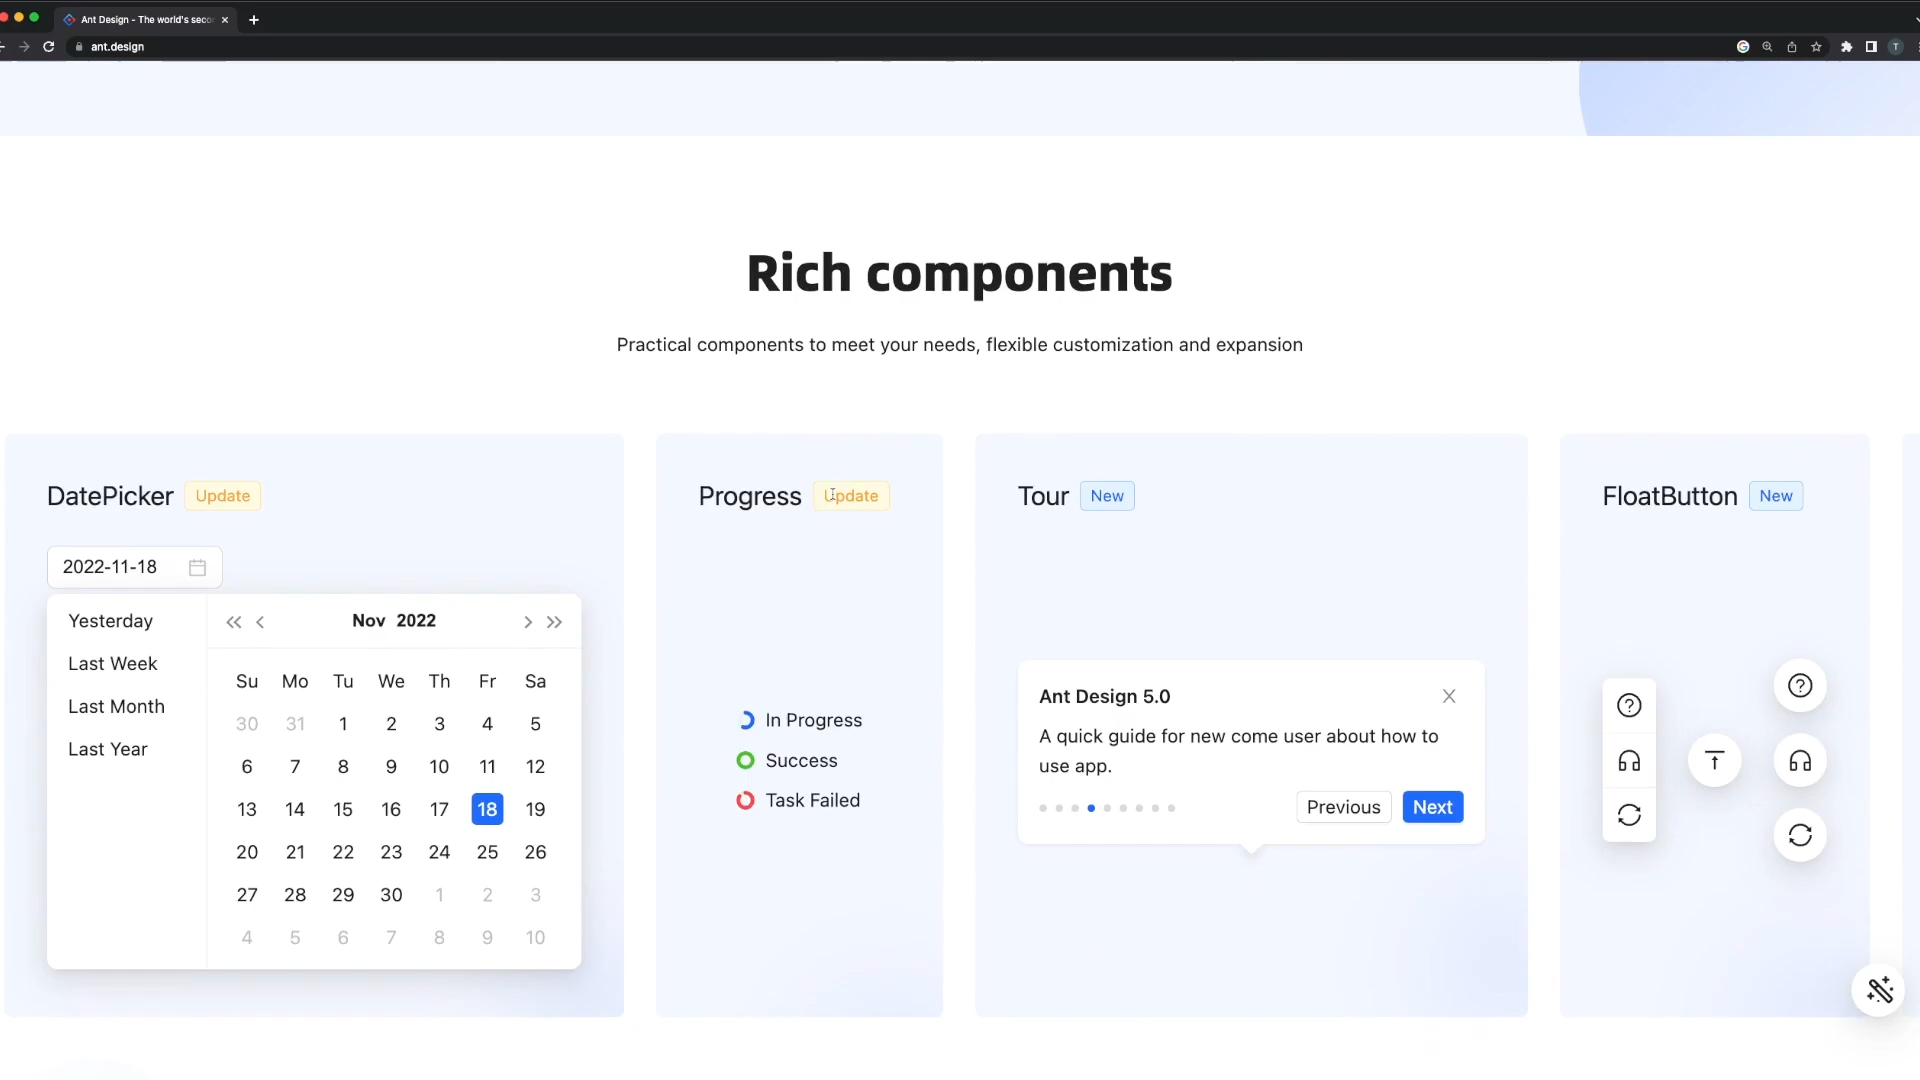 Ant Design - The world's seco
ant.design
T
Rich components
Practical components to meet your needs, flexible customization and expansion
DatePicker Update
2022-11-18
Yesterday
Last Week
Last Month
Last Year
Nov 2022
Su Mo Tu We Th Fr Sa
30 31 1 2 3 4 5
6 7 8 9 10 11 12
13 14 15 16 17 18 19
20 21 22 23 24 25 26
27 28 29 30 1 2 3
4 5 6 7 8 9 10
Progress Update
In Progress
Success
Task Failed
Tour New
Ant Design 5.0
A quick guide for new come user about how to
use app.
Previous Next
FloatButton New